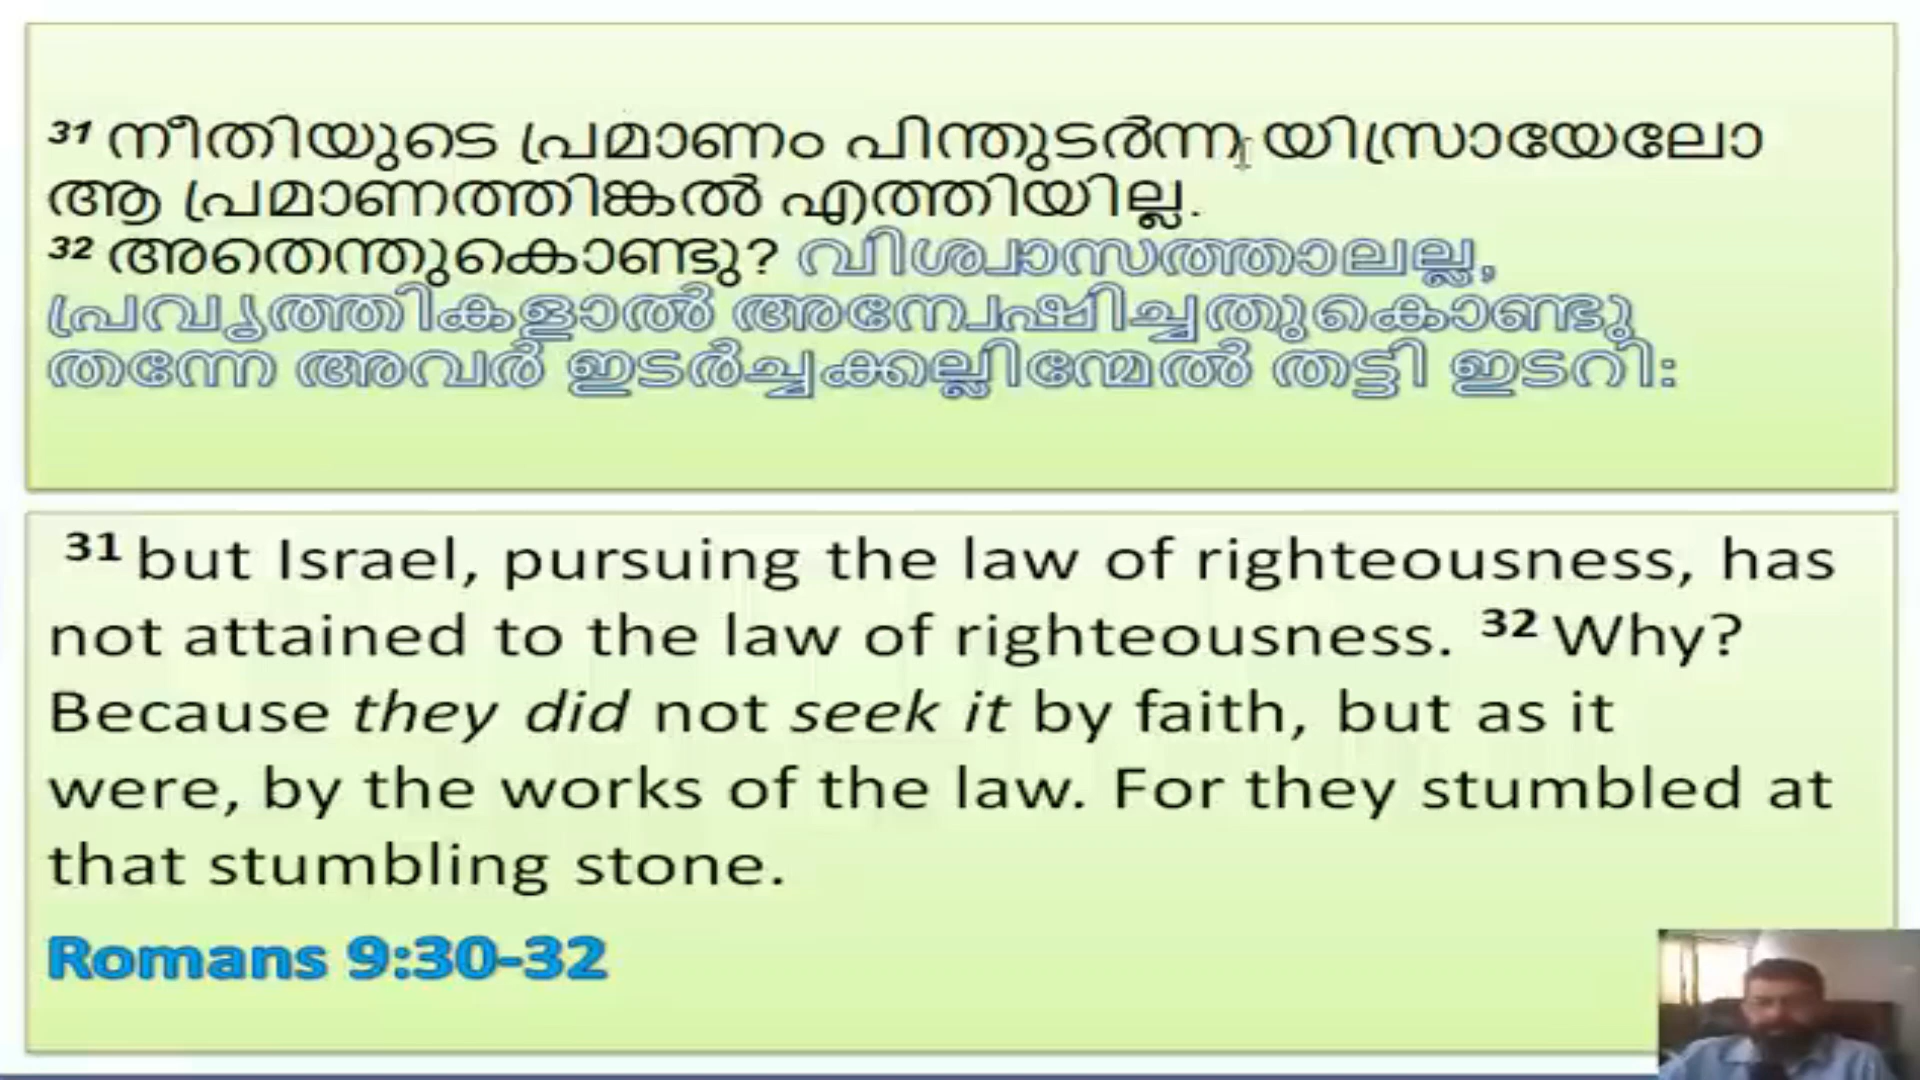 31 നീതിയുടെ പ്രമാണം പിന്തുടർന്ന യിസ്രായേലോ
ആ പ്രമാണത്തിങ്കൽ എത്തിയില്ല.
32 അതെന്തുകൊണ്ടു? വിശ്വാസത്താലല്ല,
പ്രവൃത്തികളാൽ അന്വേഷിച്ചതുകൊണ്ടു
തന്നേ അവർ ഇടർച്ചക്കല്ലിന്മേൽ തട്ടി ഇടറി:
31 but Israel, pursuing the law of righteousness, has
not attained to the law of righteousness. 32 Why?
Because they did not seek it by faith, but as it
were, by the works of the law. For they stumbled at
that stumbling stone.
Romans 9:30-32